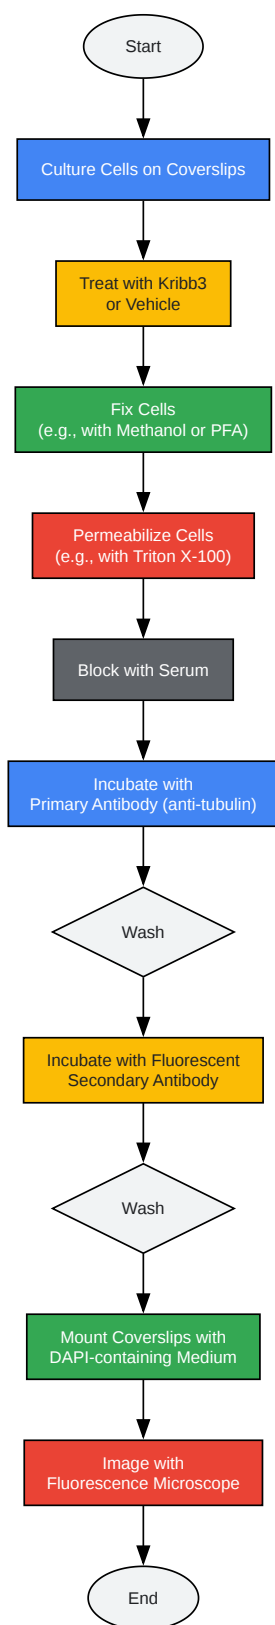 Start
Culture Cells on Coverslips
Treat with Kribb3
or Vehicle
Fix Cells
(e.g., with Methanol or PFA)
Permeabilize Cells
(e.g., with Triton X-100)
Block with Serum
Incubate with
Primary Antibody (anti-tubulin)
Wash
Incubate with Fluorescent
Secondary Antibody
Wash
Mount Coverslips with
DAPI-containing Medium
Image with
Fluorescence Microscope
End